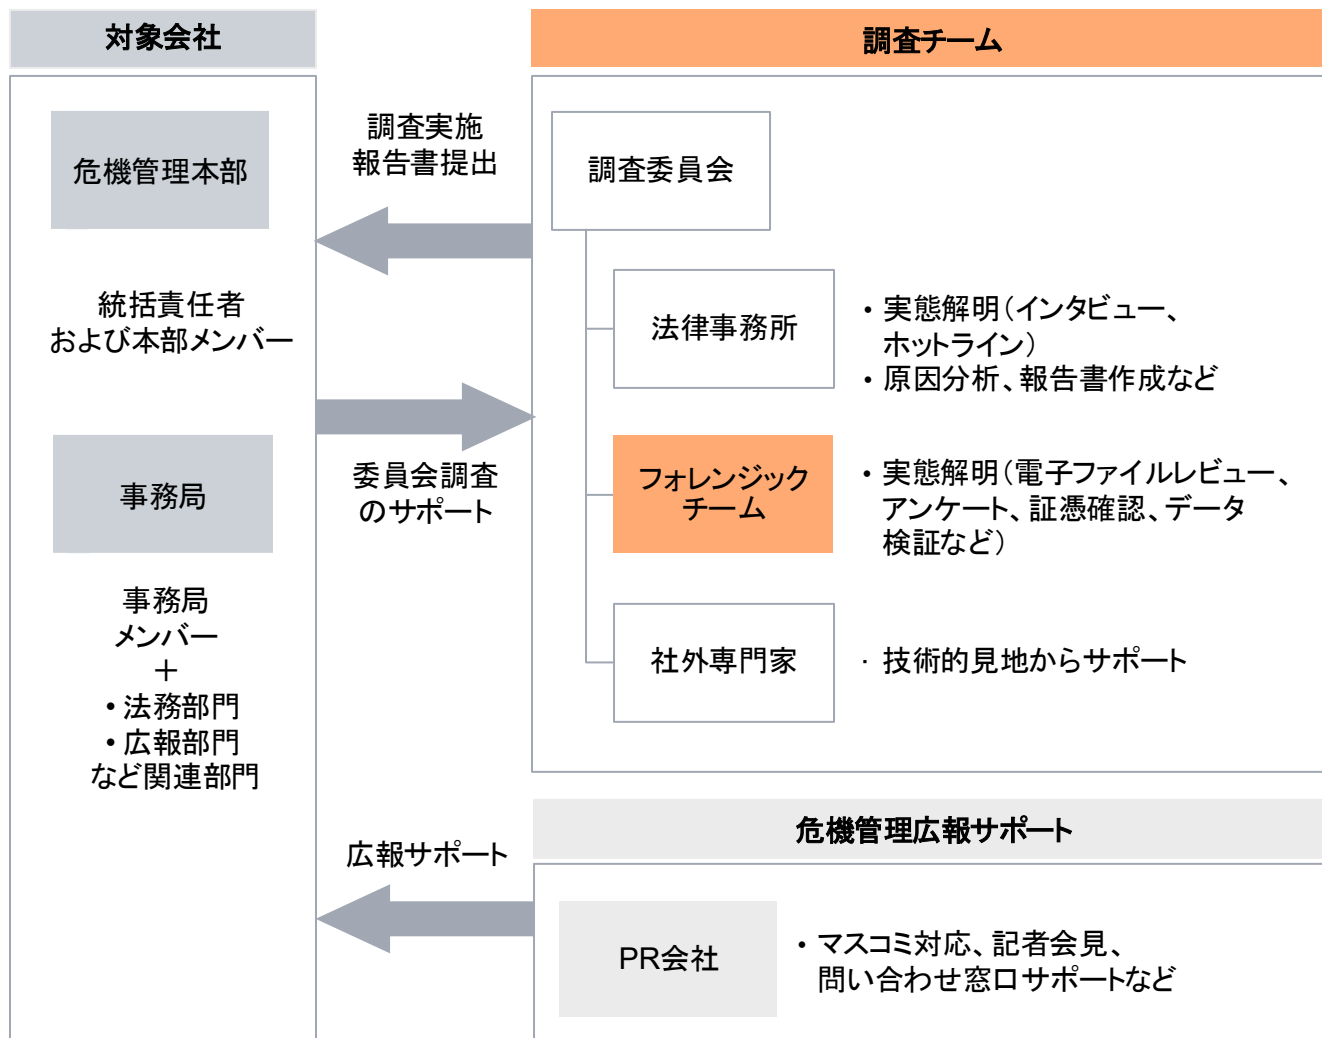 対象会社
危機管理本部
統括責任者
および本部メンバー
事務局
事務局
メンバー
＋
• 法務部門
• 広報部門
など関連部門
調査実施
報告書提出
委員会調査
のサポート
広報サポート
調査チーム
調査委員会
法律事務所
• 実態解明（インタビュー、
ホットライン）
• 原因分析、報告書作成など
フォレンジック
チーム
• 実態解明（電子ファイルレビュー、
アンケート、証憑確認、データ
検証など）
社外専門家
・ 技術的見地からサポート
危機管理広報サポート
PR会社
• マスコミ対応、記者会見、
問い合わせ窓口サポートなど